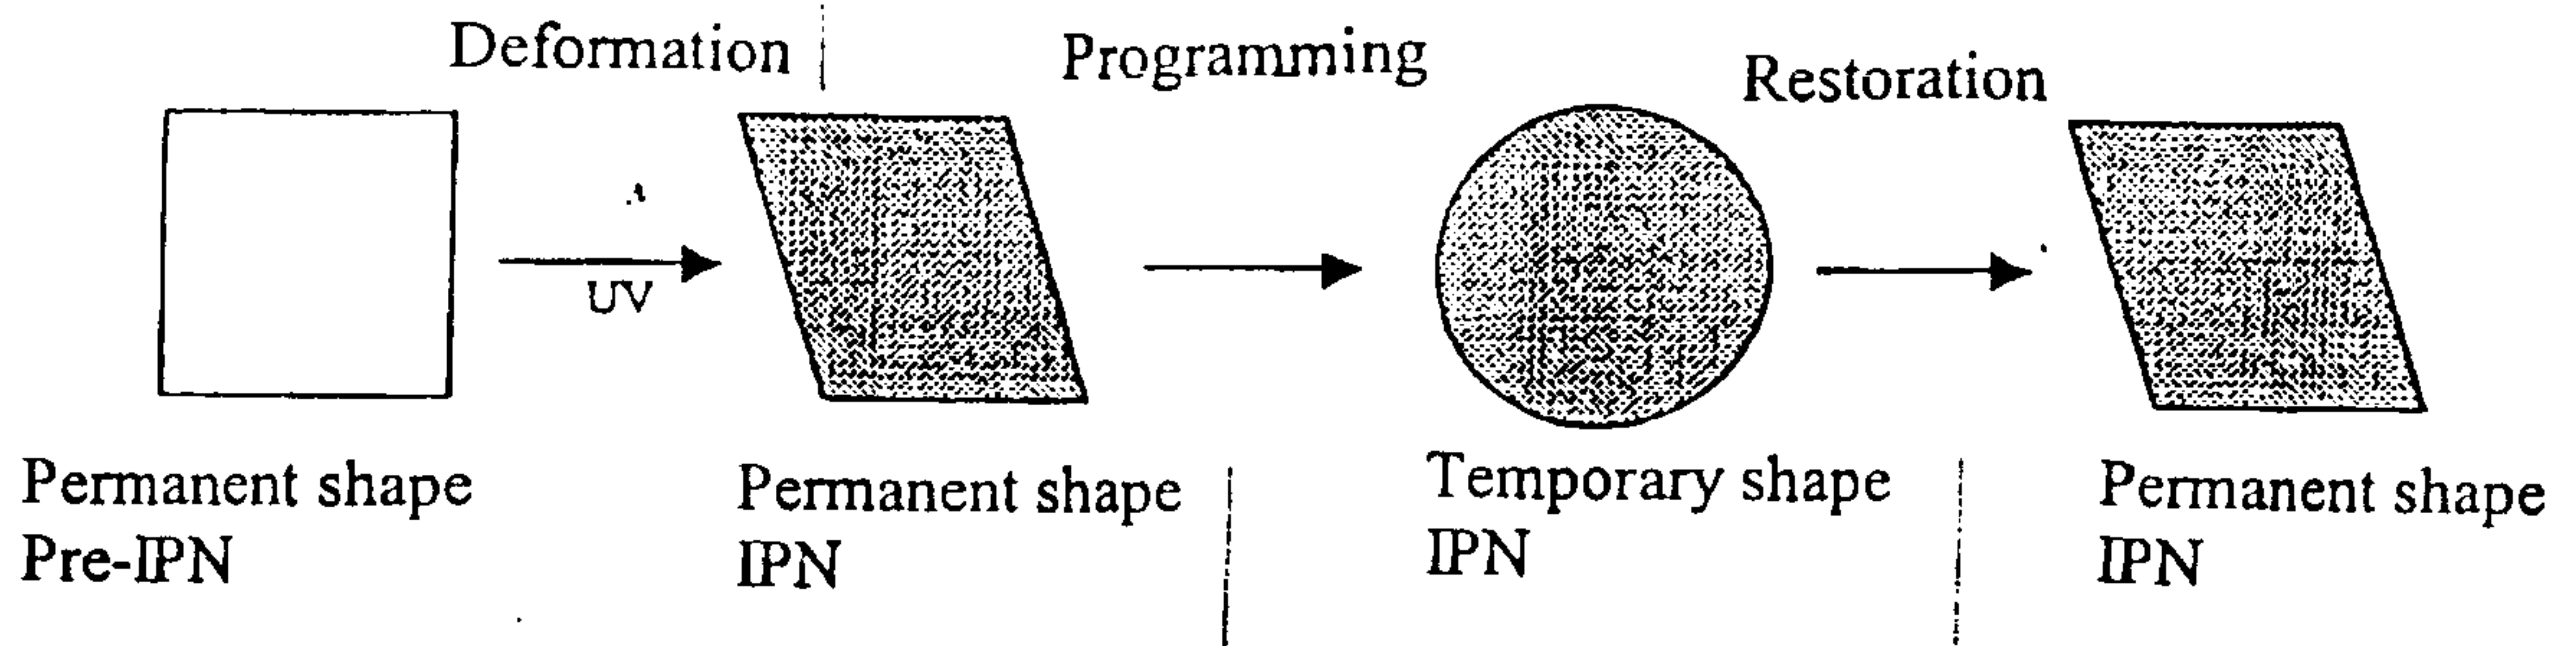 Deformation
Programming
Restoration
UV
Permanent shape
Pre-IPN
Permanent shape
IPN
Temporary shape
IPN
Permanent shape
IPN